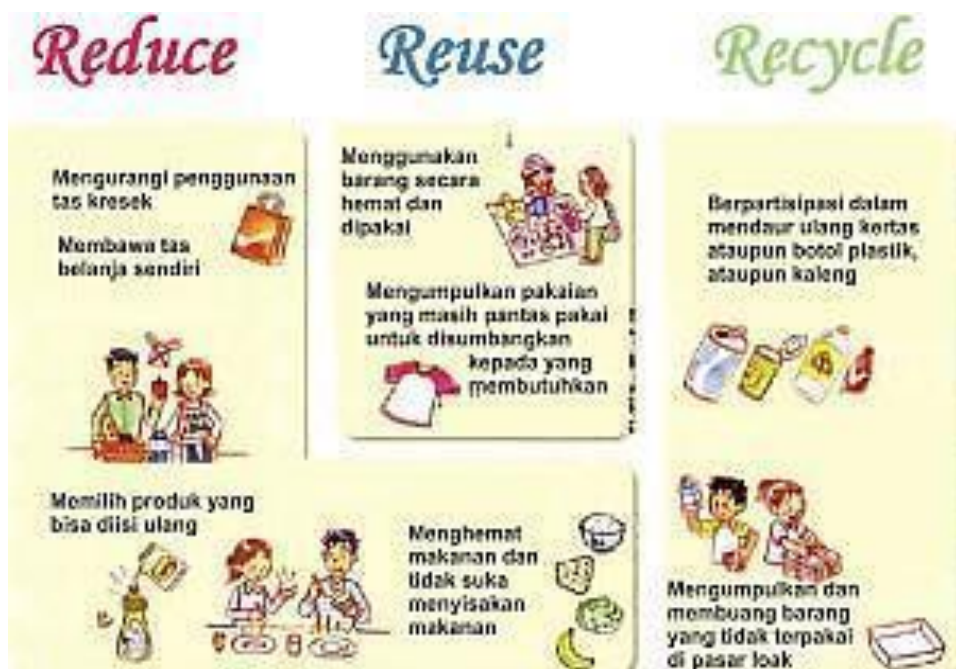 Reduce
Reuse
Recycle
Mengurangi penggunaan
tas kresek
Membawa tas
belanja sendiri
Memilih produk yang
bisa diisi ulang
Menghemat
makanan dan
tidak suka
menyisakan
makanan
Menggunakan
barang secara
hemat dan
dipakai
Mengumpulkan pakaian
yang masih pantas pakai
untuk disumbangkan
kepada yang
membutuhkan
Berpartisipasi dalam
mendaur ulang kertas
ataupun botol plastik,
ataupun kaleng
Mengumpulkan dan
membuang barang
yang tidak terpakai
di pasar loak